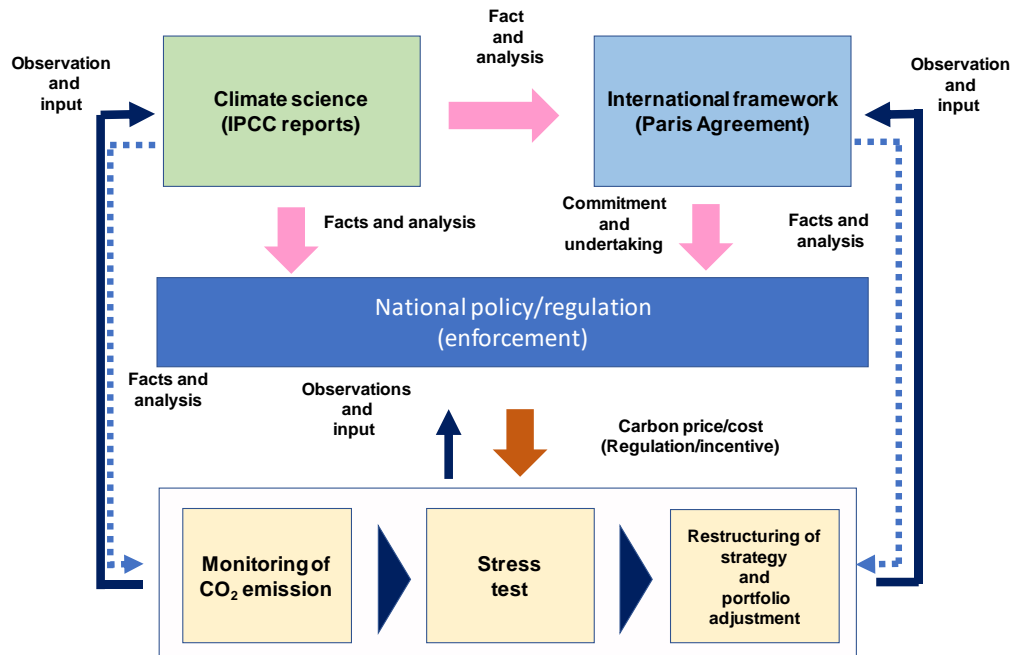 Fact
and
analysis
Observation
and
input
Climate science
(IPCC reports)
International framework
(Paris Agreement)
Observation
and
input
Facts and analysis
Commitment
and
undertaking
Facts and
analysis
National policy/regulation
(enforcement)
Facts and
analysis
Observations
and
input
Carbon price/cost
(Regulation/incentive)
Monitoring of
CO₂ emission
Stress
test
Restructuring of
strategy
and
portfolio
adjustment